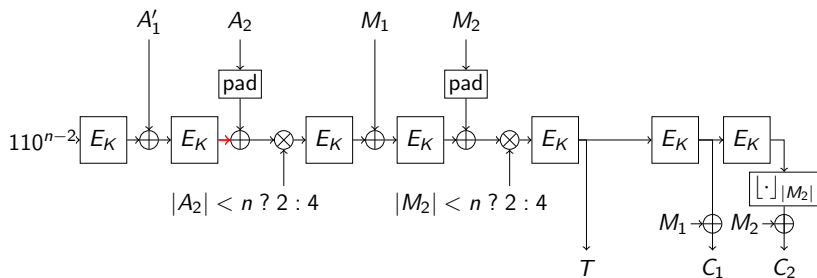 A′₁ A₂ M₁ M₂
pad pad
110ⁿ⁻² E_K E_K E_K E_K E_K E_K E_K
⌊·⌋|M₂|
|A₂| < n ? 2 : 4 |M₂| < n ? 2 : 4
M₁ M₂
T C₁ C₂